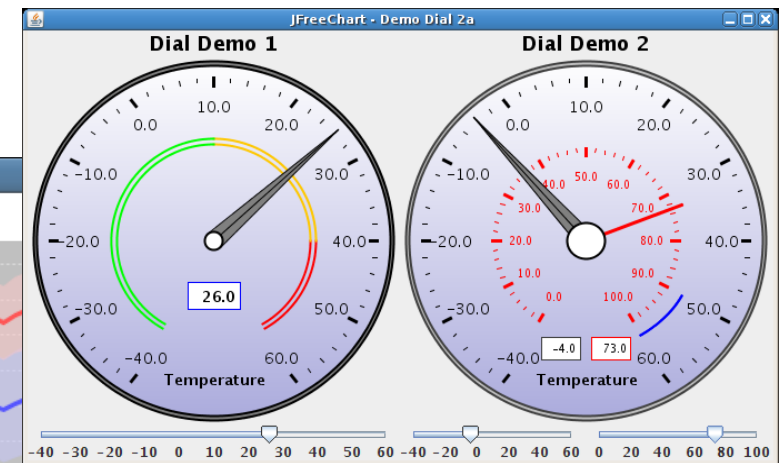 JFreeChart - Demo Dial 2a
Dial Demo 1
10.0
0.0 20.0
-10.0 30.0
-20.0 40.0
26.0
-30.0 50.0
-40.0 60.0
Temperature
-40 -30 -20 -10 0 10 20 30 40 50 60
Dial Demo 2
10.0
0.0 20.0
-10.0 30.0
50.0
40.0 60.0
30.0 70.0
-20.0 20.0 80.0 40.0
10.0 90.0
0.0 100.0
-30.0 50.0
-4.0 73.0
-40.0 60.0
Temperature
-40 -20 0 20 40 60
0 20 40 60 80 100